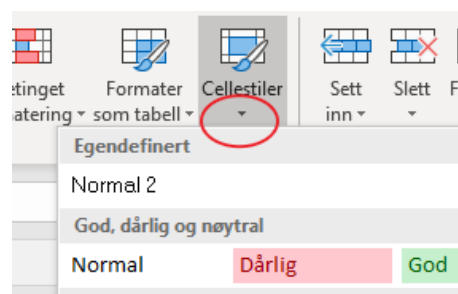 etinget Formater Cellestiler Sett Slett F
atering som tabell inn
Egendefinert
Normal 2
God, dårlig og nøytral
Normal Dårlig God